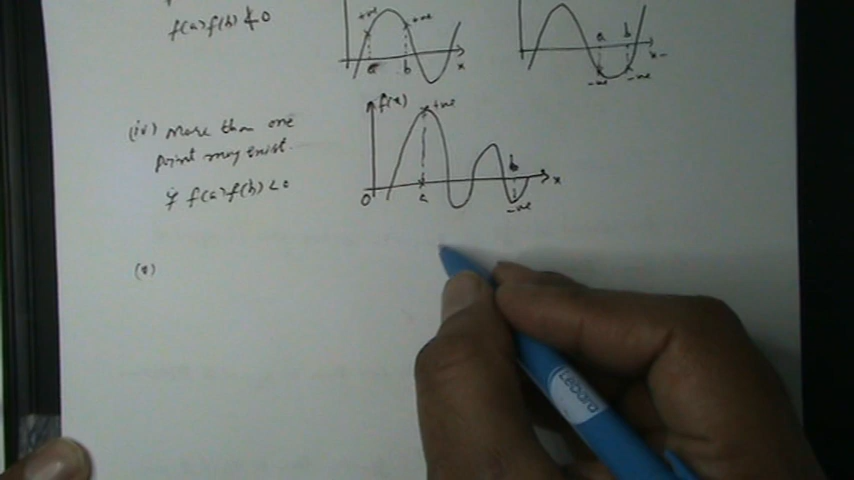 f(a) f(b) ≮ 0
+ve
+ve
a
b
x
a
b
x
-ve
-ve
(iv) More than one
point may exist.
if f(a) f(b) < 0
f(x)
+ve
b
x
0
a
-ve
(v)
Lebara